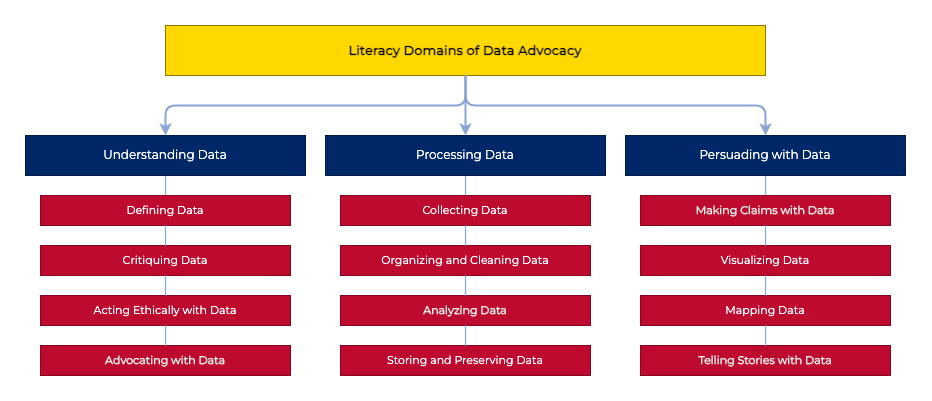 Literacy Domains of Data Advocacy
Understanding Data
Defining Data
Critiquing Data
Acting Ethically with Data
Advocating with Data
Processing Data
Collecting Data
Organizing and Cleaning Data
Analyzing Data
Storing and Preserving Data
Persuading with Data
Making Claims with Data
Visualizing Data
Mapping Data
Telling Stories with Data